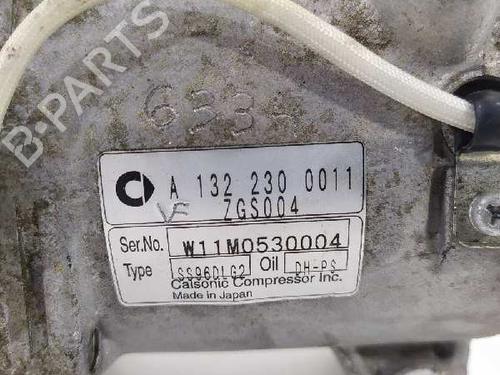 B-PARTS
633
A 132 230 0011
VF ZGS004
Ser.No. W11M0530004
Type SS96DLG2 Oil DH-PS
Calsonic Compressor Inc.
Made in Japan